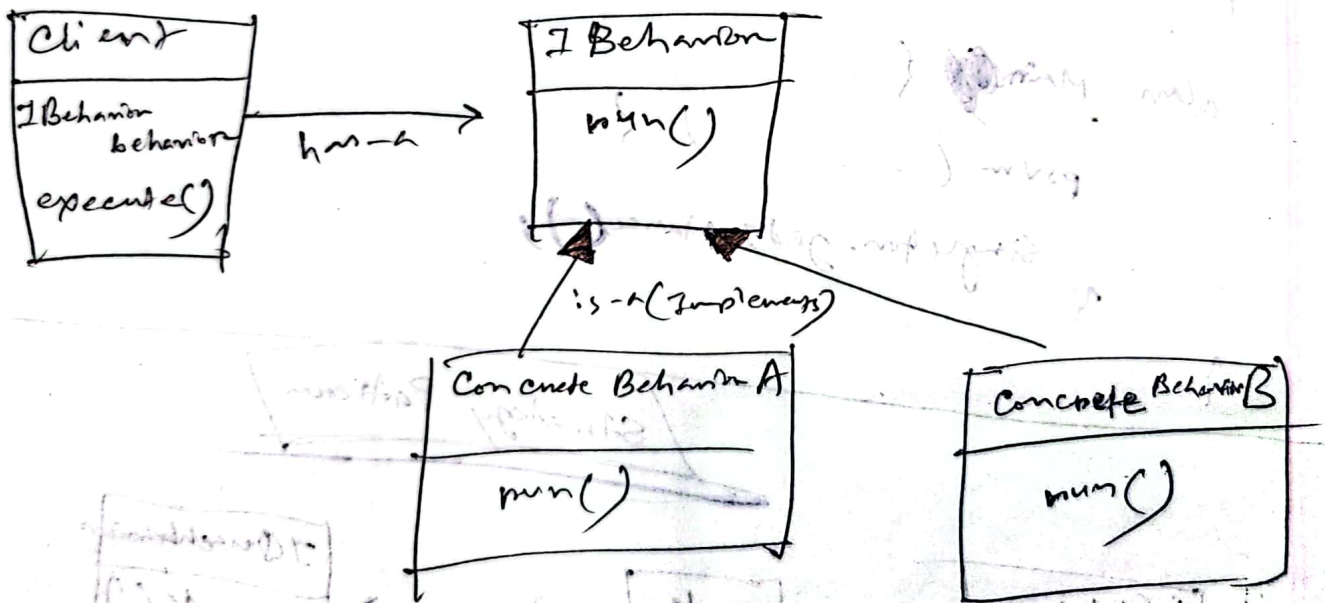 Client
IBehavior
behavior
execute()
has-a
I Behavior
run()
is-a (Implements)
Concrete Behavior A
run()
Concrete Behavior B
run()